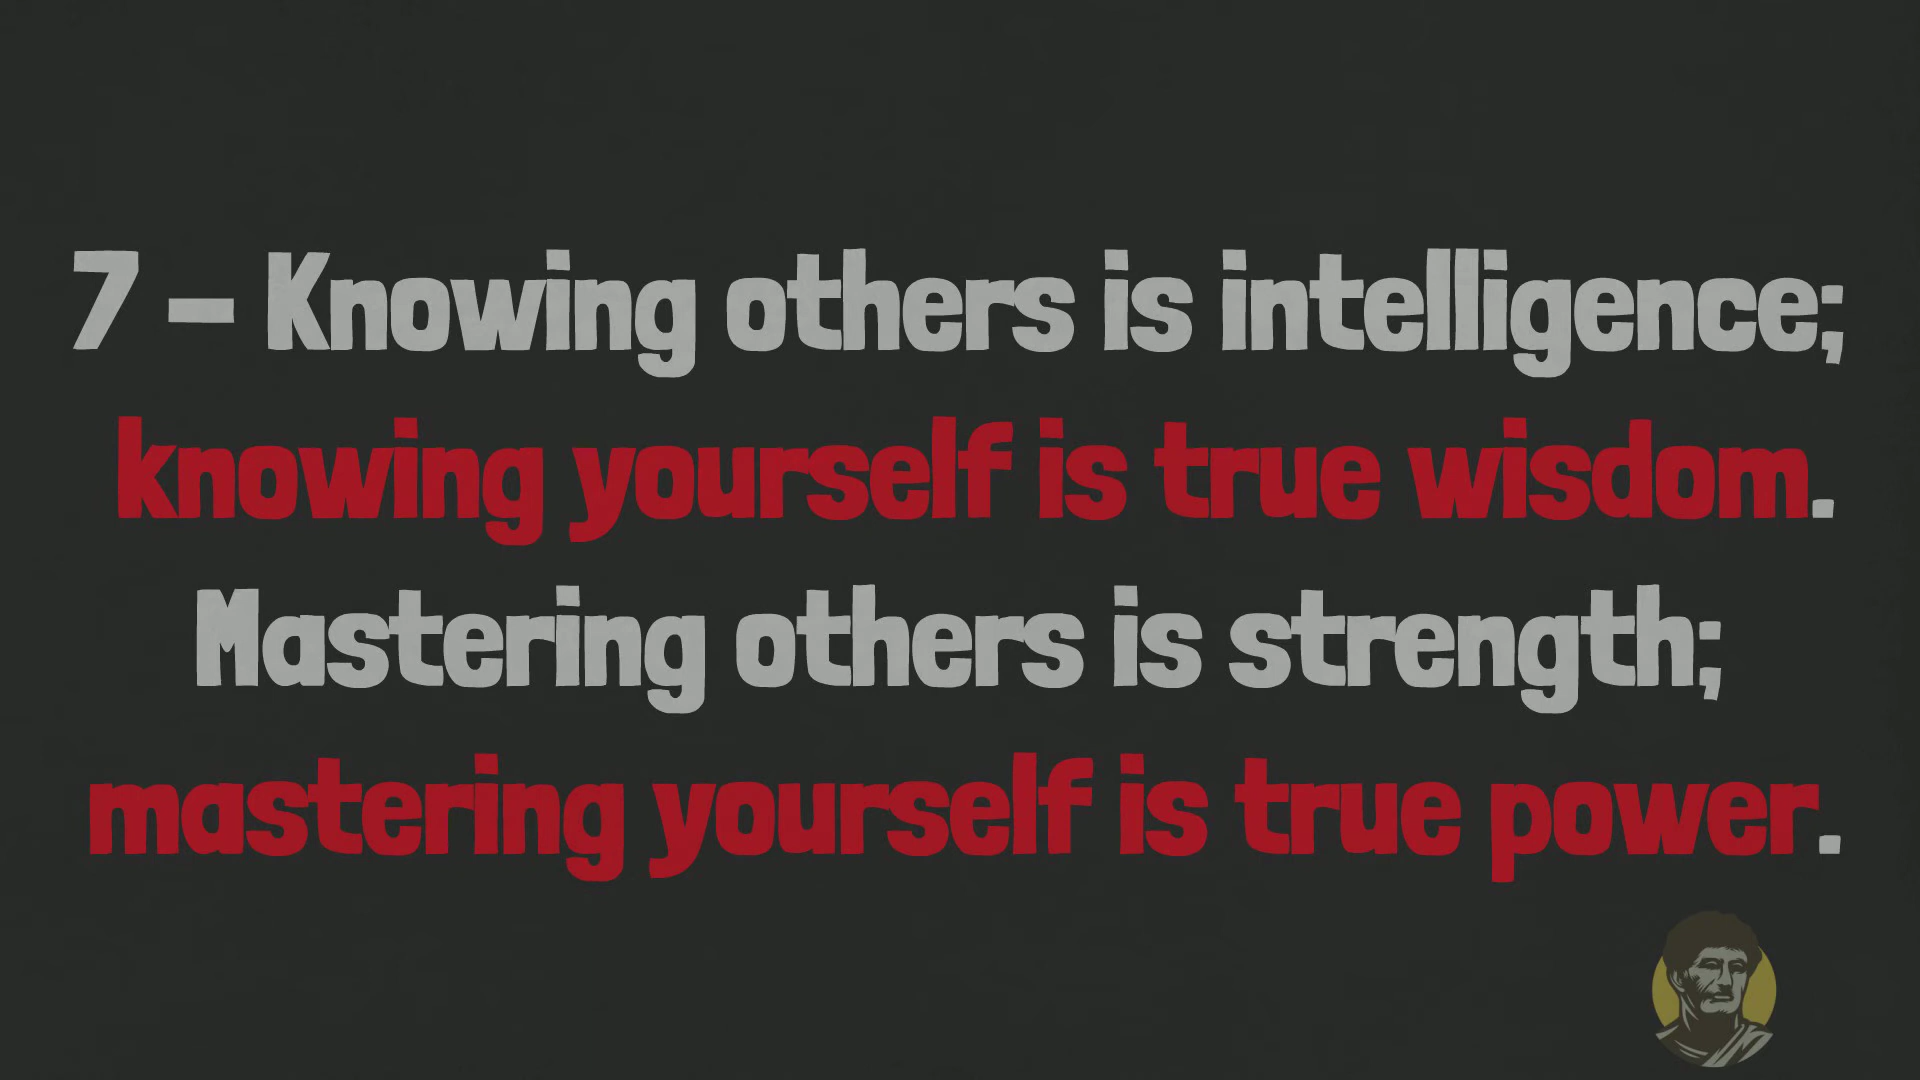 7 – Knowing others is intelligence;
knowing yourself is true wisdom.
Mastering others is strength;
mastering yourself is true power.